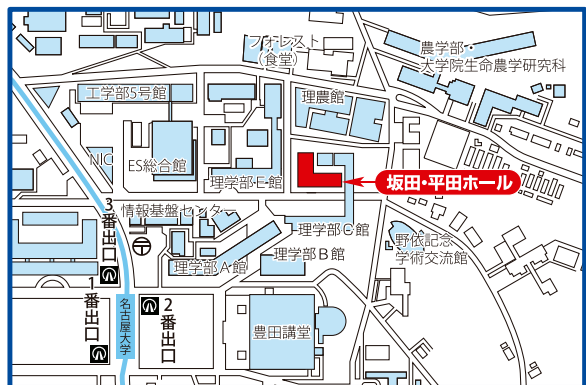 フォレスト
（食堂）
農学部・
大学院生命農学研究科
工学部5号館
理農館
NIC
ES総合館
理学部E館
坂田・平田ホール
3番出口
情報基盤センター
理学部C館
野依記念
学術交流館
理学部A館
理学部B館
1番出口
名古屋大学
2番出口
豊田講堂